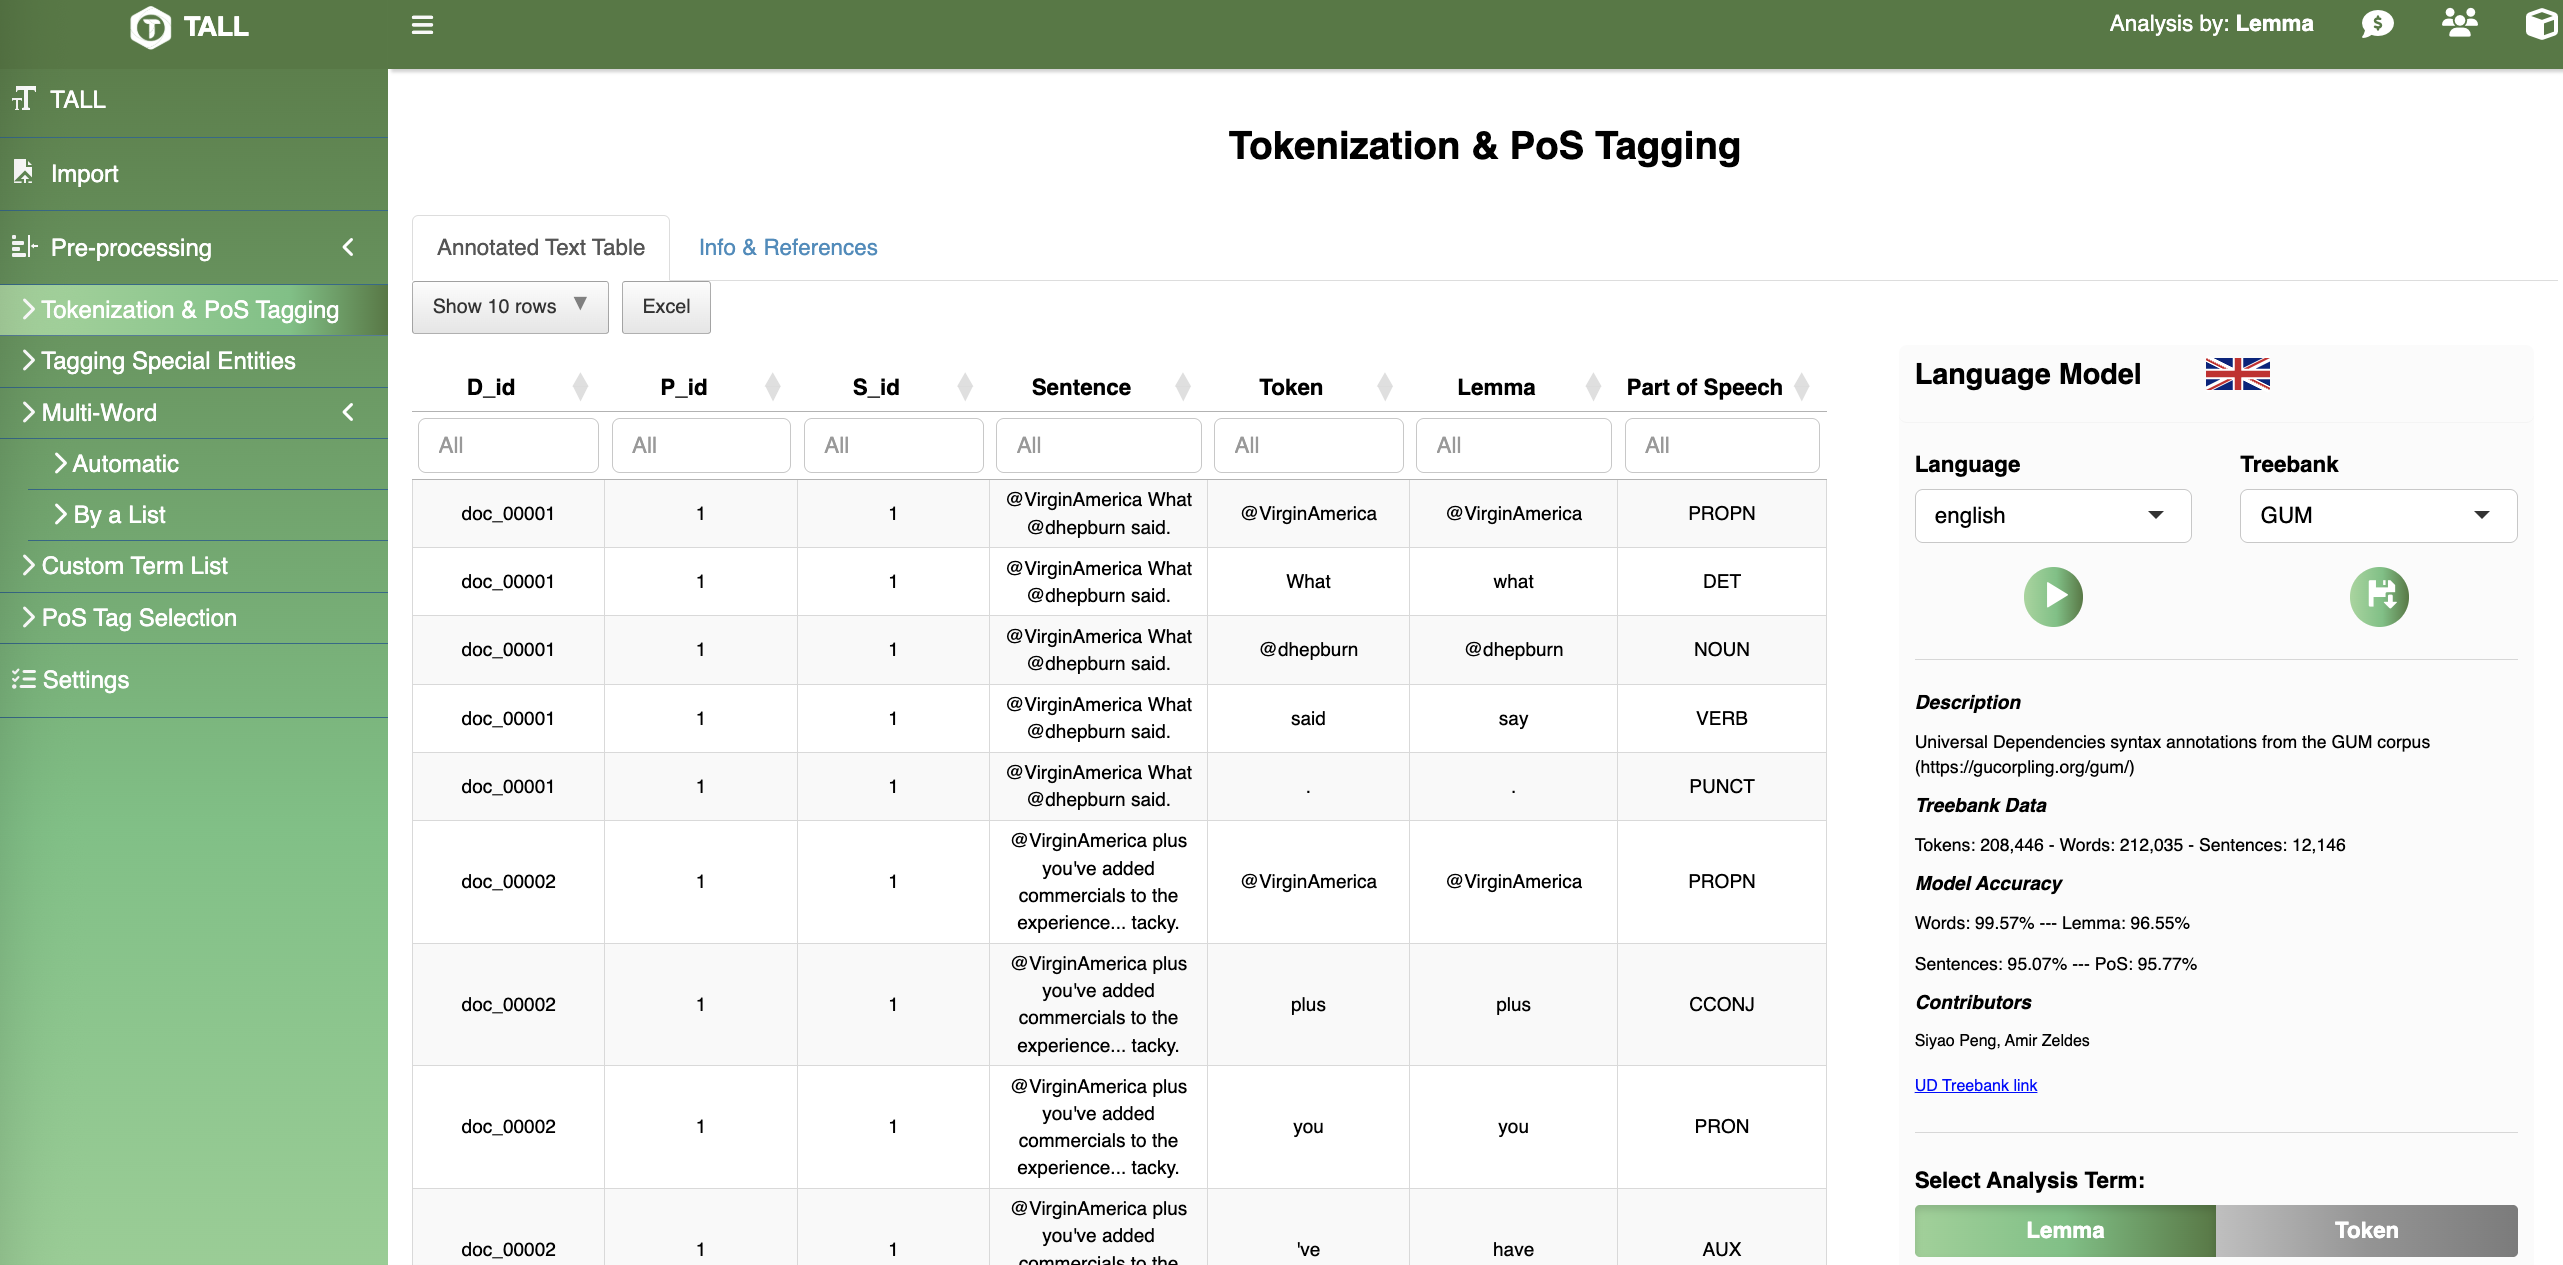 TALL
Analysis by: Lemma
TALL
Import
Pre-processing
Tokenization & PoS Tagging
Tagging Special Entities
Multi-Word
Automatic
By a List
Custom Term List
PoS Tag Selection
Settings
Tokenization & PoS Tagging
Annotated Text Table Info & References
Show 10 rows Excel
D_id P_id S_id Sentence Token Lemma Part of Speech
All All All All All All All
doc_00001 1 1 @VirginAmerica What @dhepburn said. @VirginAmerica @VirginAmerica PROPN
doc_00001 1 1 @VirginAmerica What @dhepburn said. What what DET
doc_00001 1 1 @VirginAmerica What @dhepburn said. @dhepburn @dhepburn NOUN
doc_00001 1 1 @VirginAmerica What @dhepburn said. said say VERB
doc_00001 1 1 @VirginAmerica What @dhepburn said. . . PUNCT
doc_00002 1 1 @VirginAmerica plus you've added commercials to the experience... tacky. @VirginAmerica @VirginAmerica PROPN
doc_00002 1 1 @VirginAmerica plus you've added commercials to the experience... tacky. plus plus CCONJ
doc_00002 1 1 @VirginAmerica plus you've added commercials to the experience... tacky. you you PRON
doc_00002 1 1 @VirginAmerica plus you've added commercials to the 've have AUX
Language Model
Language Treebank
english GUM
Description
Universal Dependencies syntax annotations from the GUM corpus
(https://gucorpling.org/gum/)
Treebank Data
Tokens: 208,446 - Words: 212,035 - Sentences: 12,146
Model Accuracy
Words: 99.57% --- Lemma: 96.55%
Sentences: 95.07% --- PoS: 95.77%
Contributors
Siyao Peng, Amir Zeldes
UD Treebank link
Select Analysis Term:
Lemma Token